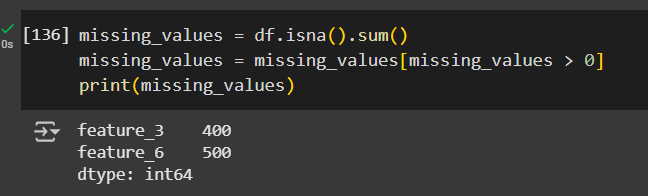 [136] missing_values = df.isna().sum()
missing_values = missing_values[missing_values > 0]
print(missing_values)
0s
feature_3    400
feature_6    500
dtype: int64